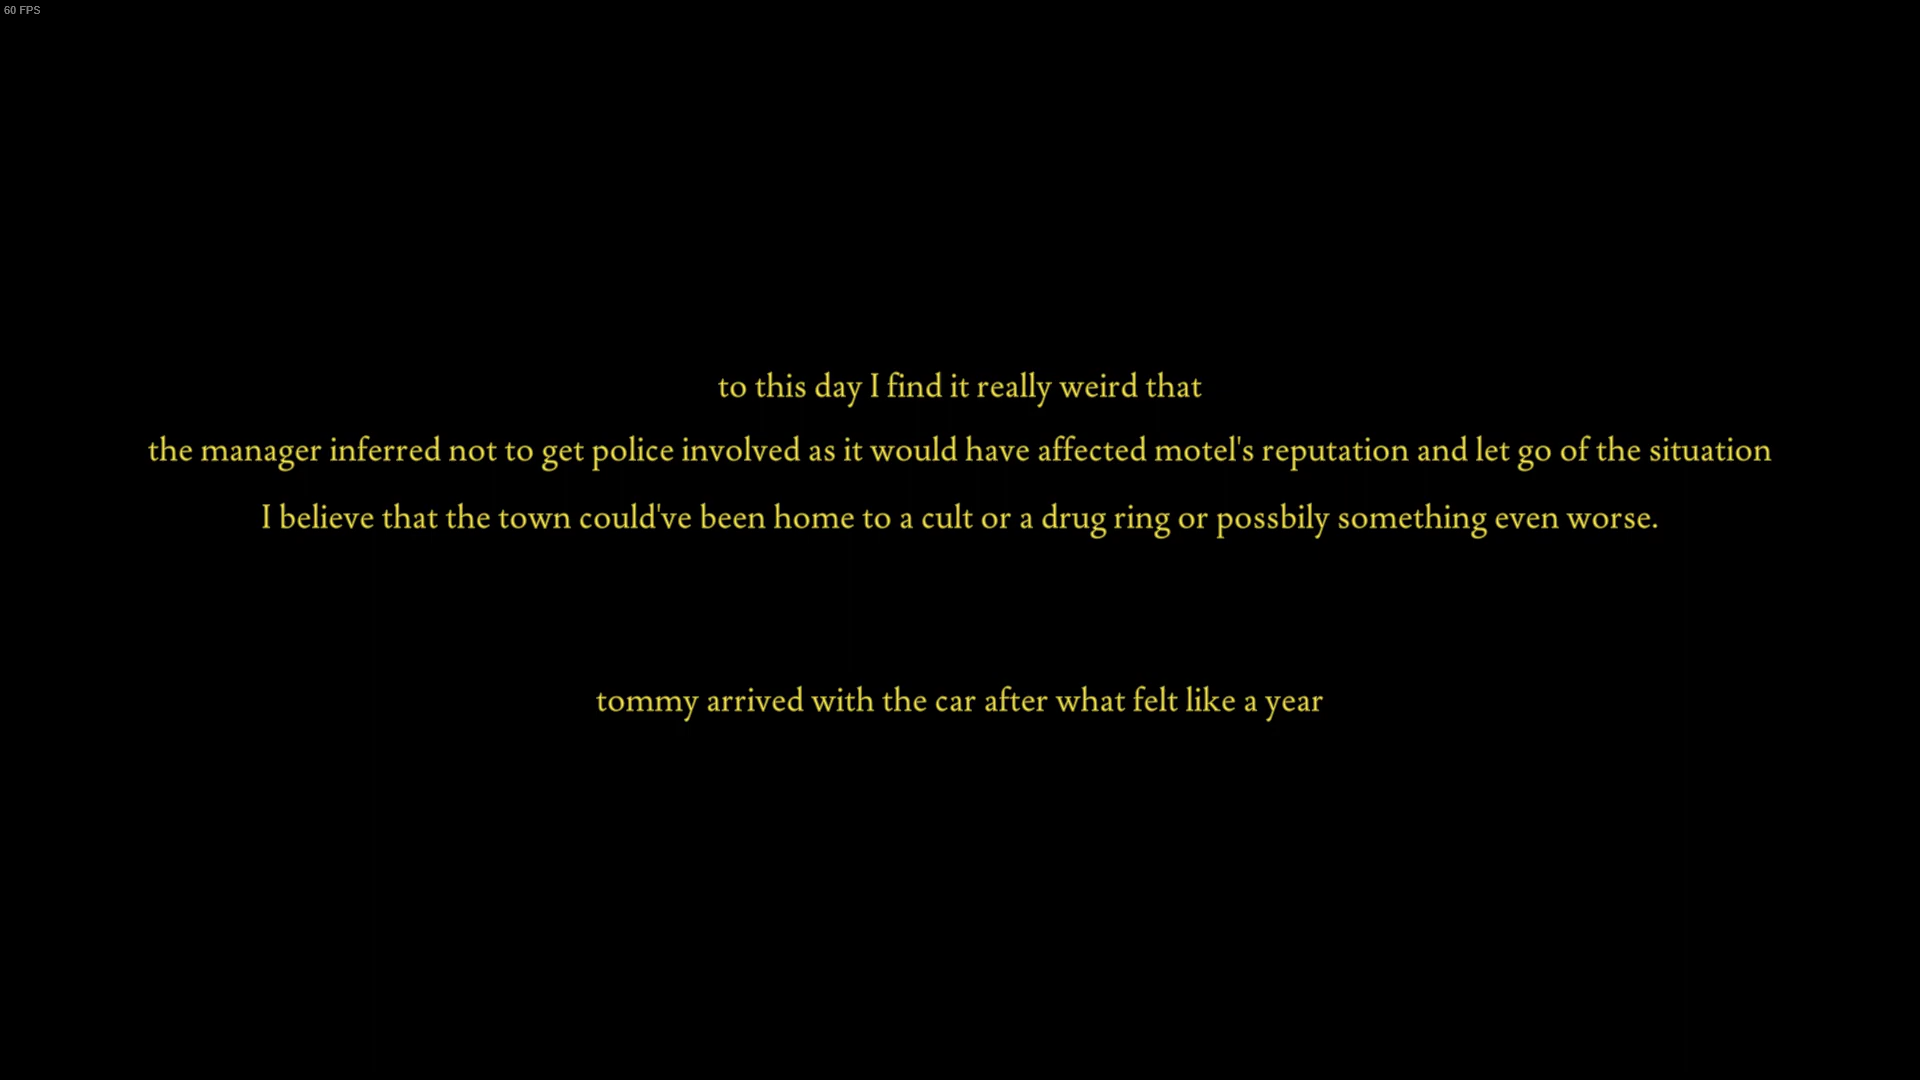 60 FPS
to this day I find it really weird that
the manager inferred not to get police involved as it would have affected motel's reputation and let go of the situation
I believe that the town could've been home to a cult or a drug ring or possbily something even worse.
tommy arrived with the car after what felt like a year